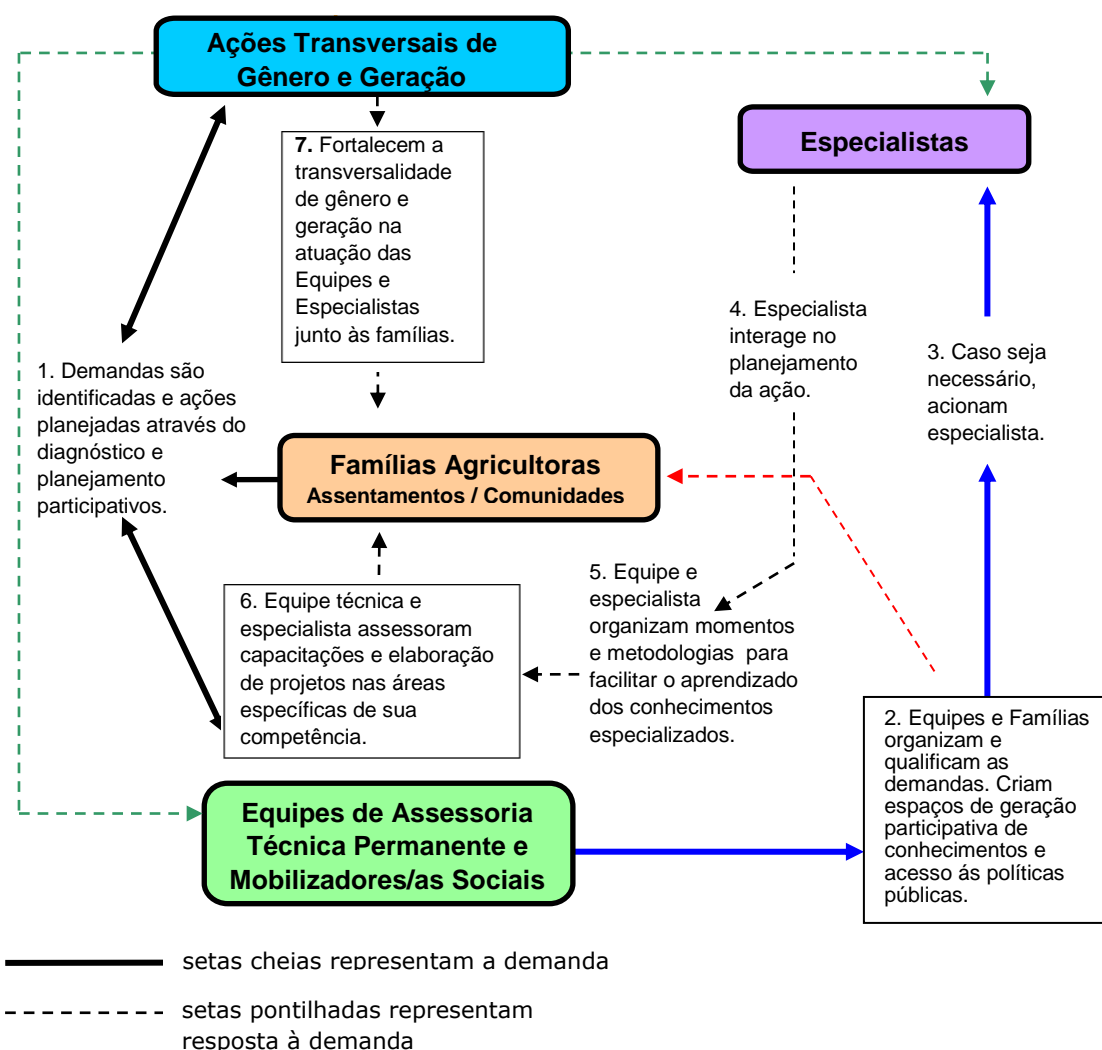 Ações Transversais de
Gênero e Geração
Especialistas
7. Fortalecem a
transversalidade
de gênero e
geração na
atuação das
Equipes e
Especialistas
junto às famílias.
4. Especialista
interage no
planejamento
da ação.
3. Caso seja
necessário,
acionam
especialista.
1. Demandas são
identificadas e ações
planejadas através do
diagnóstico e
planejamento
participativos.
Famílias Agricultoras
Assentamentos / Comunidades
5. Equipe e
especialista
organizam momentos
e metodologias para
facilitar o aprendizado
dos conhecimentos
especializados.
6. Equipe técnica e
especialista assessoram
capacitações e elaboração
de projetos nas áreas
específicas de sua
competência.
2. Equipes e Famílias
organizam e
qualificam as
demandas. Criam
espaços de geração
participativa de
conhecimentos e
acesso ás políticas
públicas.
Equipes de Assessoria
Técnica Permanente e
Mobilizadores/as Sociais
setas cheias representam a demanda
setas pontilhadas representam
resposta à demanda